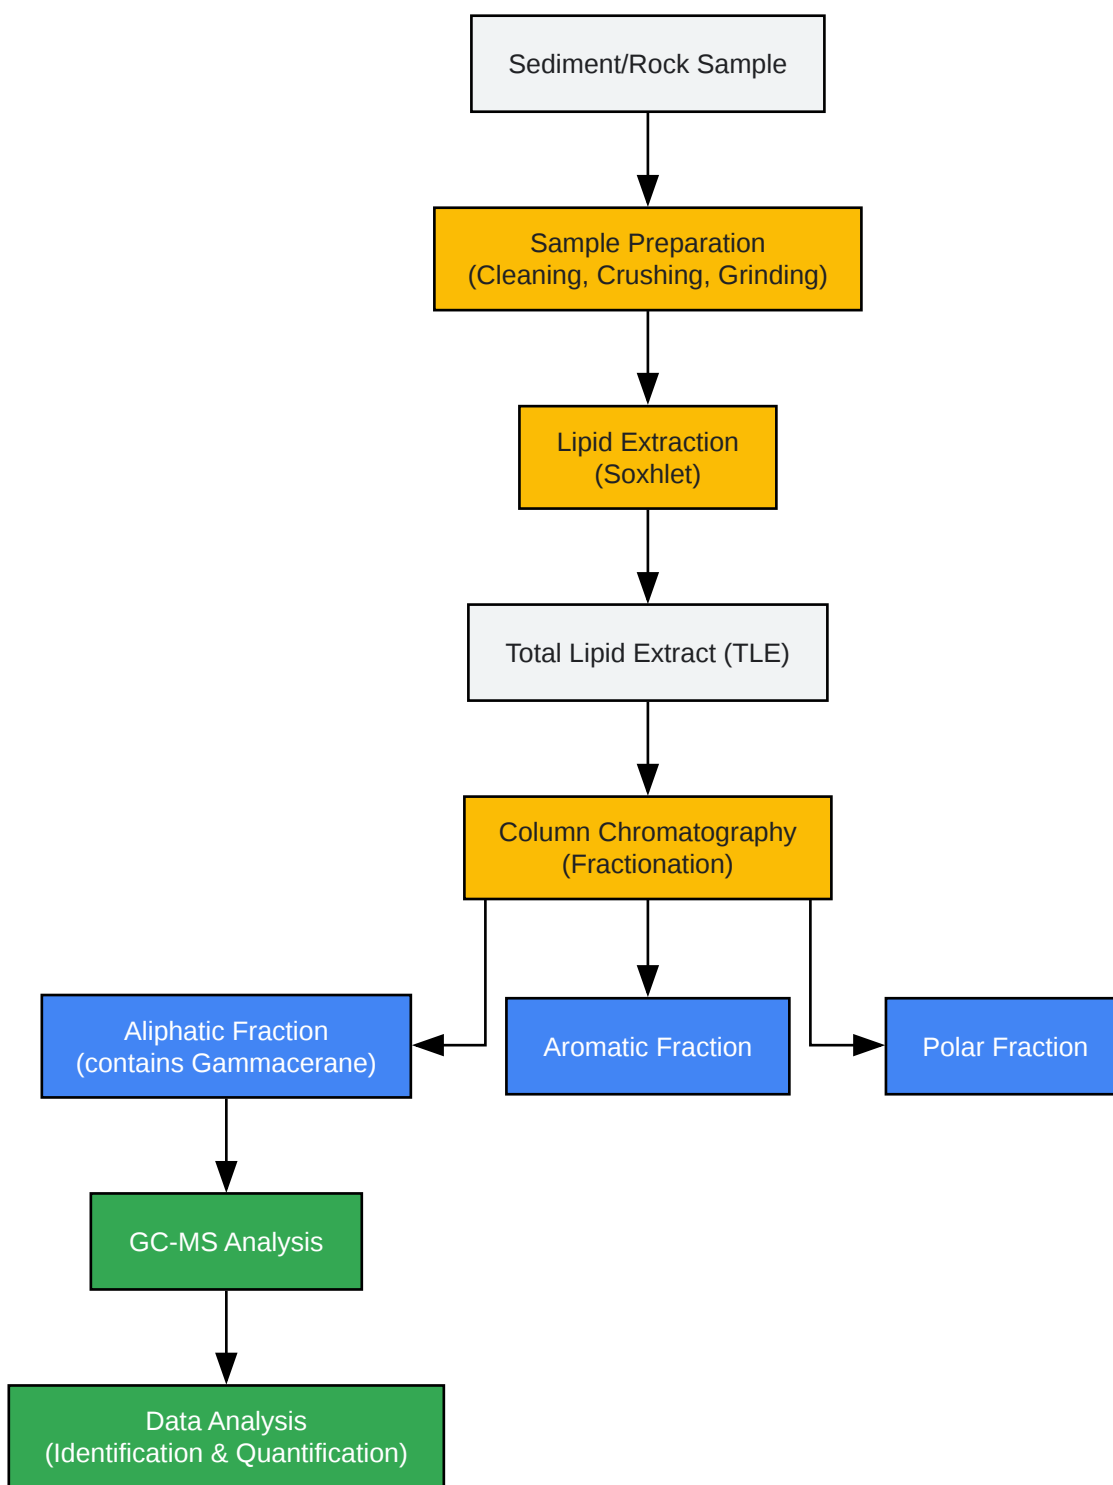 Sediment/Rock Sample
Sample Preparation
(Cleaning, Crushing, Grinding)
Lipid Extraction
(Soxhlet)
Total Lipid Extract (TLE)
Column Chromatography
(Fractionation)
Aliphatic Fraction
(contains Gammacerane)
Aromatic Fraction
Polar Fraction
GC-MS Analysis
Data Analysis
(Identification & Quantification)